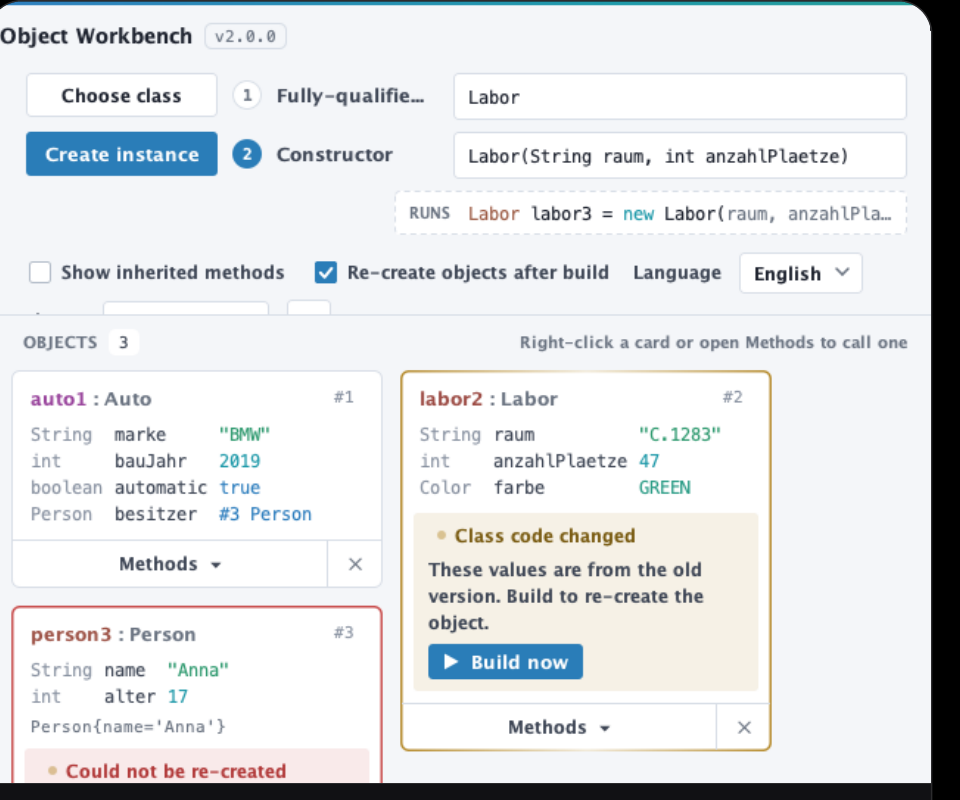 Object Workbench v2.0.0
Choose class 1 Fully-qualifie... Labor
Create instance 2 Constructor Labor(String raum, int anzahlPlaetze)
RUNS Labor labor3 = new Labor(raum, anzahlPla…
Show inherited methods Re-create objects after build Language English
OBJECTS 3 Right-click a card or open Methods to call one
auto1 : Auto #1
String marke "BMW"
int bauJahr 2019
boolean automatic true
Person besitzer #3 Person
Methods
labor2 : Labor #2
String raum "C.1283"
int anzahlPlaetze 47
Color farbe GREEN
Class code changed
These values are from the old
version. Build to re-create the
object.
Build now
Methods
person3 : Person #3
String name "Anna"
int alter 17
Person{name='Anna'}
Could not be re-created